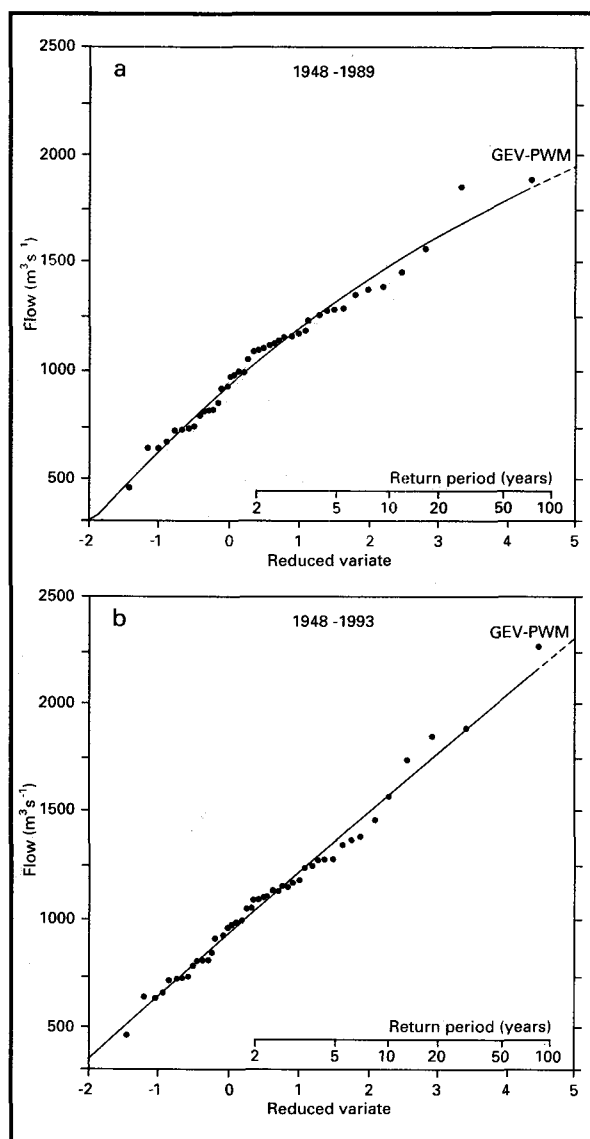 a
1948 -1989
2500
2000
1500
1000
500
Flow (m³s⁻¹)
GEV-PWM
Return period (years)
2 5 10 20 50 100
-2 -1 0 1 2 3 4 5
Reduced variate
b
1948 -1993
2500
2000
1500
1000
500
Flow (m³s⁻¹)
GEV-PWM
Return period (years)
2 5 10 20 50 100
-2 -1 0 1 2 3 4 5
Reduced variate